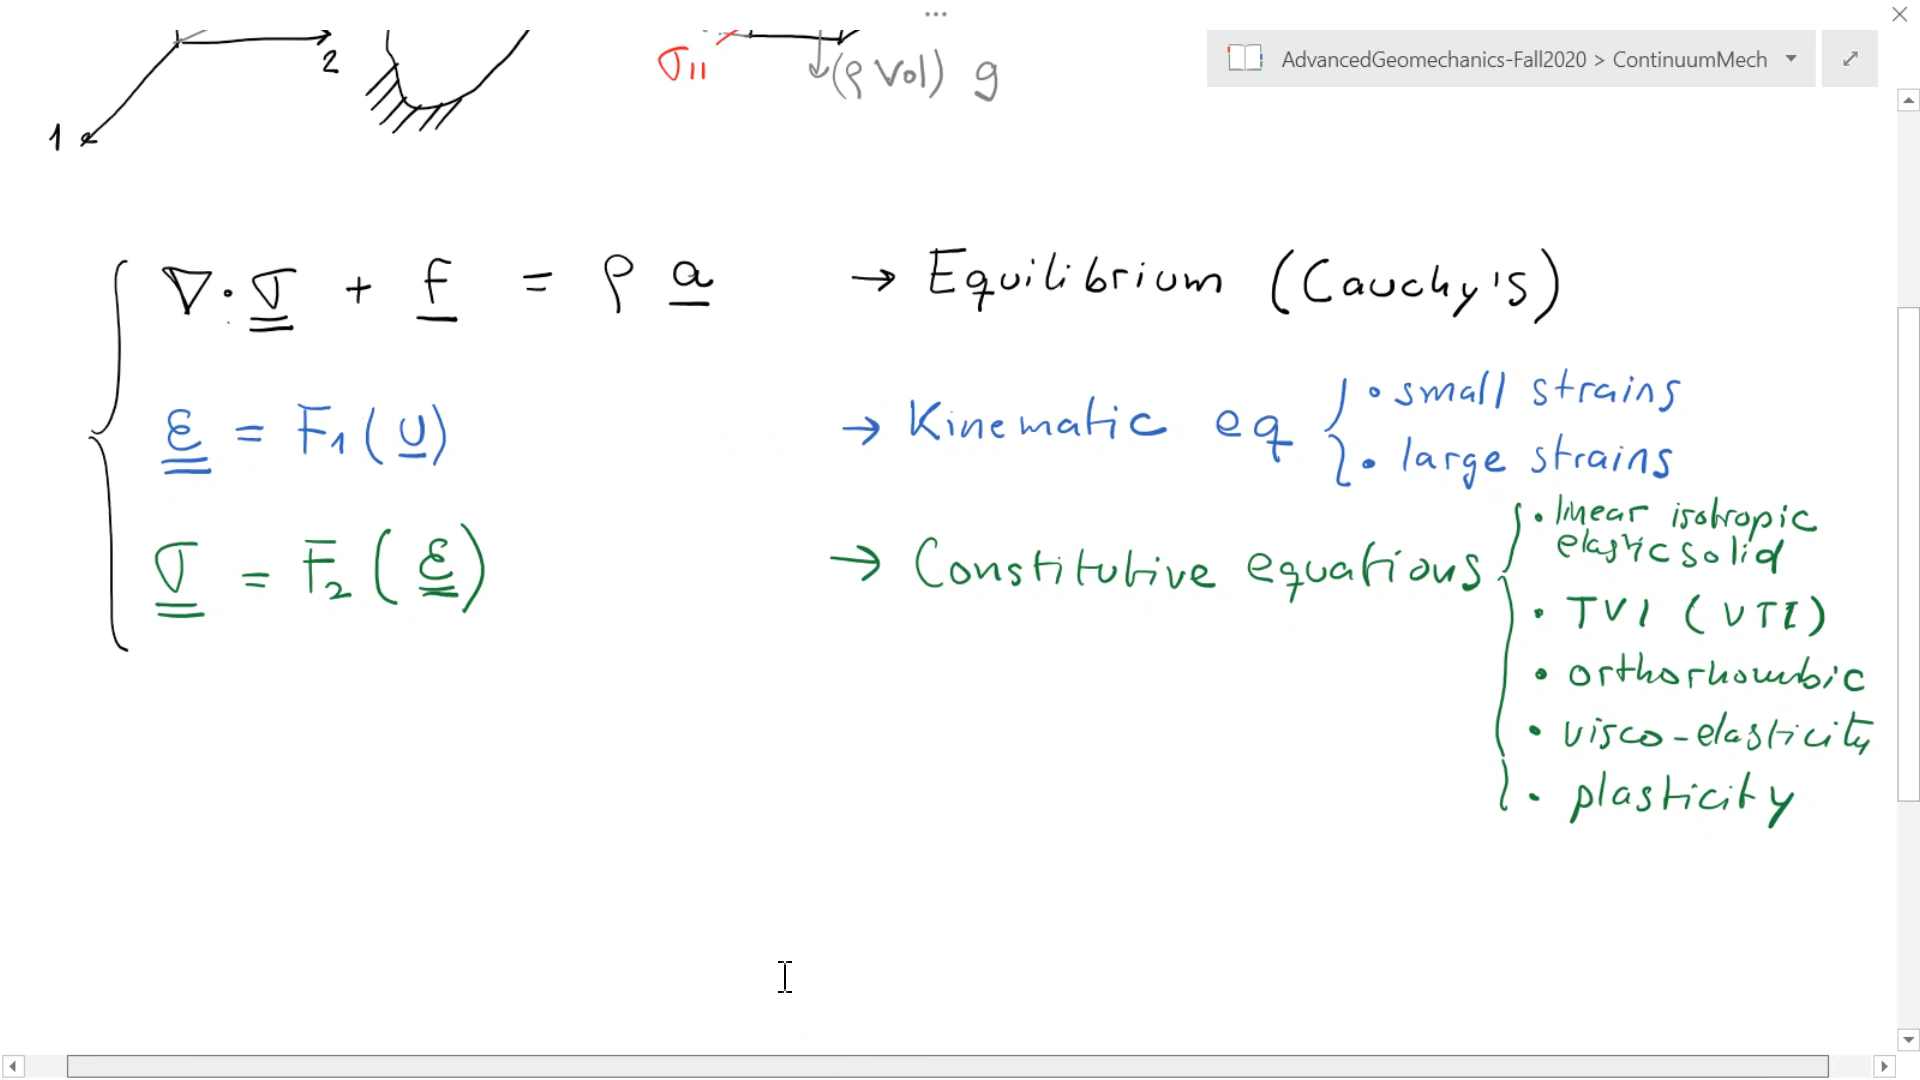 AdvancedGeomechanics-Fall2020 > ContinuumMech
2
1
σ11
(ρ Vol) g
∇·σ + f = ρ a → Equilibrium (Cauchy's)
ε = F1(u) → Kinematic eq
• small strains
• large strains
σ = F2(ε) → Constitutive equations
• linear isotropic
elastic solid
• TVI (VTI)
• orthorhombic
• visco-elasticity
• plasticity